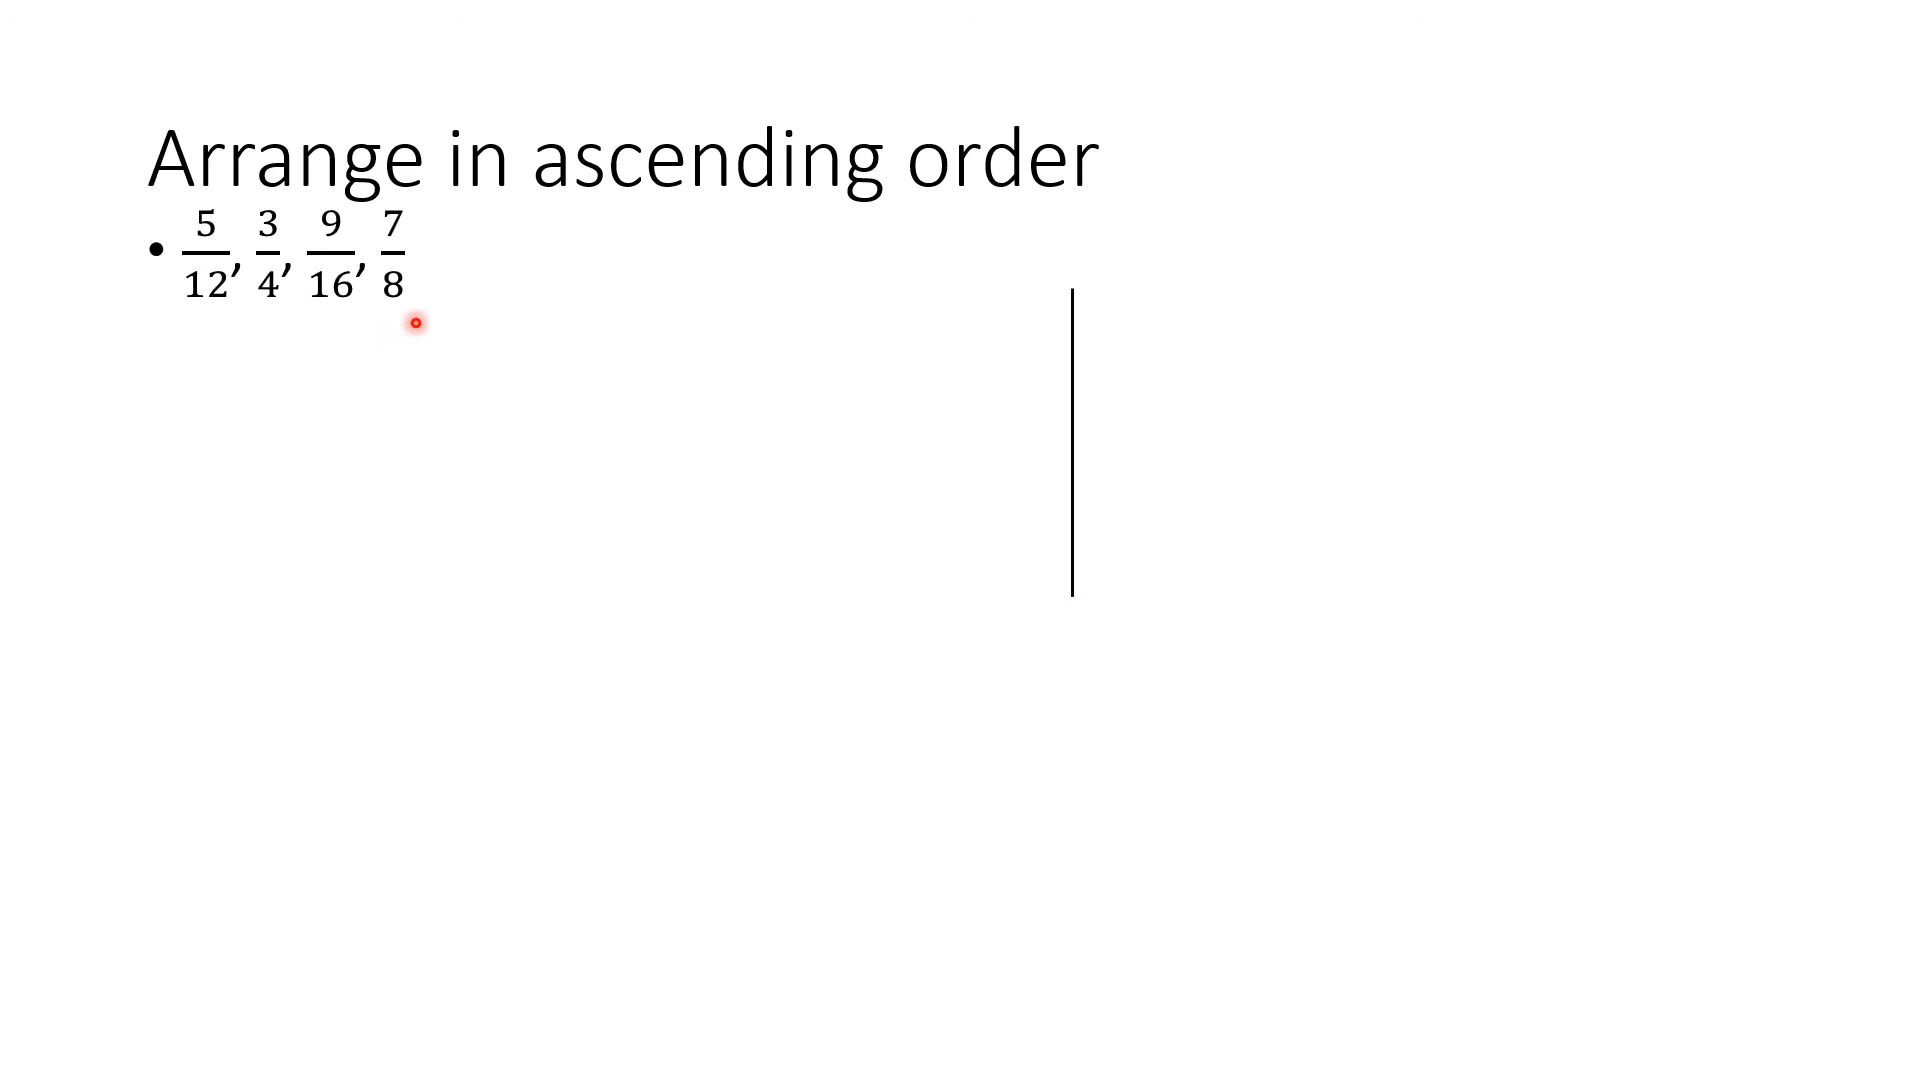 Arrange in ascending order
• 5/12, 3/4, 9/16, 7/8